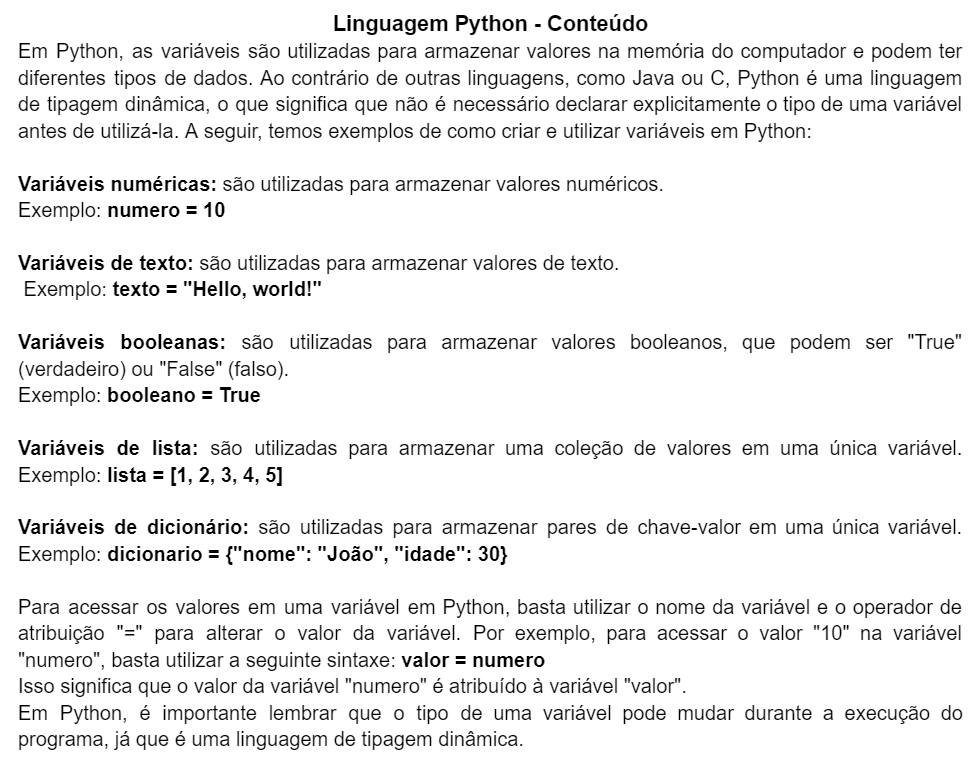 Linguagem Python - Conteúdo
Em Python, as variáveis são utilizadas para armazenar valores na memória do computador e podem ter
diferentes tipos de dados. Ao contrário de outras linguagens, como Java ou C, Python é uma linguagem
de tipagem dinâmica, o que significa que não é necessário declarar explicitamente o tipo de uma variável
antes de utilizá-la. A seguir, temos exemplos de como criar e utilizar variáveis em Python:
Variáveis numéricas: são utilizadas para armazenar valores numéricos.
Exemplo: numero = 10
Variáveis de texto: são utilizadas para armazenar valores de texto.
Exemplo: texto = "Hello, world!"
Variáveis booleanas: são utilizadas para armazenar valores booleanos, que podem ser "True"
(verdadeiro) ou "False" (falso).
Exemplo: booleano = True
Variáveis de lista: são utilizadas para armazenar uma coleção de valores em uma única variável.
Exemplo: lista = [1, 2, 3, 4, 5]
Variáveis de dicionário: são utilizadas para armazenar pares de chave-valor em uma única variável.
Exemplo: dicionario = {"nome": "João", "idade": 30}
Para acessar os valores em uma variável em Python, basta utilizar o nome da variável e o operador de
atribuição "=" para alterar o valor da variável. Por exemplo, para acessar o valor "10" na variável
"numero", basta utilizar a seguinte sintaxe: valor = numero
Isso significa que o valor da variável "numero" é atribuído à variável "valor".
Em Python, é importante lembrar que o tipo de uma variável pode mudar durante a execução do
programa, já que é uma linguagem de tipagem dinâmica.